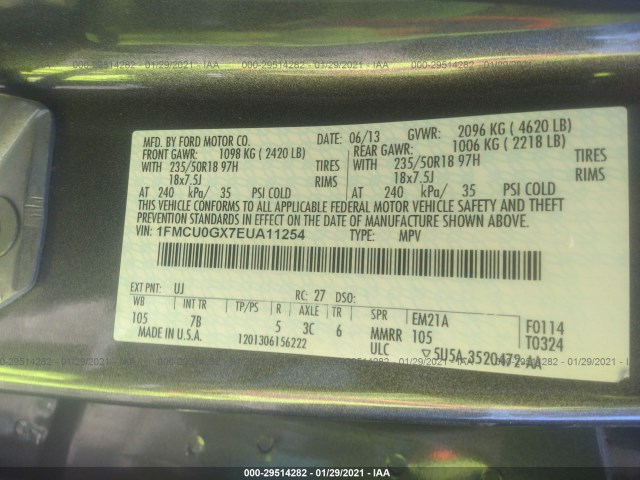 000-29514282 - 01/29/2021 - IAA
MFD. BY FORD MOTOR CO. DATE: 06/13 GVWR: 2096 KG ( 4620 LB)
FRONT GAWR: 1098 KG ( 2420 LB) REAR GAWR: 1006 KG ( 2218 LB)
WITH 235/50R18 97H TIRES WITH 235/50R18 97H TIRES
18x7.5J RIMS 18x7.5J RIMS
AT 240 kPa/ 35 PSI COLD AT 240 kPa/ 35 PSI COLD
THIS VEHICLE CONFORMS TO ALL APPLICABLE FEDERAL MOTOR VEHICLE SAFETY AND THEFT
PREVENTION STANDARDS IN EFFECT ON THE DATE OF MANUFACTURE SHOWN ABOVE.
VIN: 1FMCU0GX7EUA11254 TYPE: MPV
EXT PNT: UJ RC: 27 DSO:
WB INT TR TP/PS R AXLE TR SPR EM21A F0114
105 7B 5 3C 6 MMRR 105 T0324
MADE IN U.S.A. 1201306156222 ULC ▽5U5A-3520472-AA
000-29514282 - 01/29/2021 - IAA